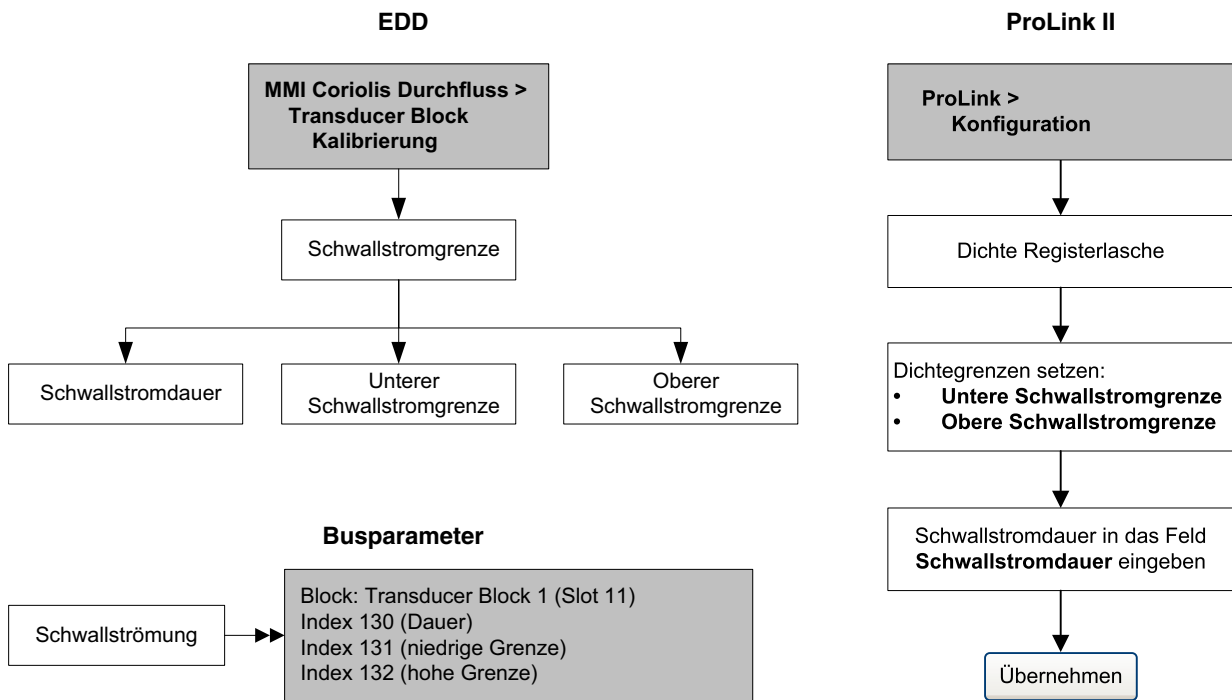 EDD
MMI Coriolis Durchfluss >
Transducer Block
Kalibrierung
Schwallstromgrenze
Schwallstromdauer
Unterer
Schwallstromgrenze
Oberer
Schwallstromgrenze
Busparameter
Schwallströmung
Block: Transducer Block 1 (Slot 11)
Index 130 (Dauer)
Index 131 (niedrige Grenze)
Index 132 (hohe Grenze)
ProLink II
ProLink >
Konfiguration
Dichte Registerlasche
Dichtegrenzen setzen:
• Untere Schwallstromgrenze
• Obere Schwallstromgrenze
Schwallstromdauer in das Feld
Schwallstromdauer eingeben
Übernehmen